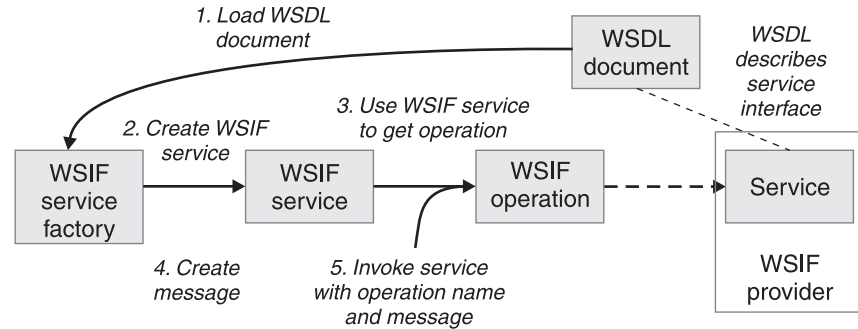 1. Load WSDL
document
WSDL
document
WSDL
describes
service
interface
2. Create WSIF
service
3. Use WSIF service
to get operation
WSIF
service
factory
WSIF
service
WSIF
operation
Service
4. Create
message
5. Invoke service
with operation name
and message
WSIF
provider